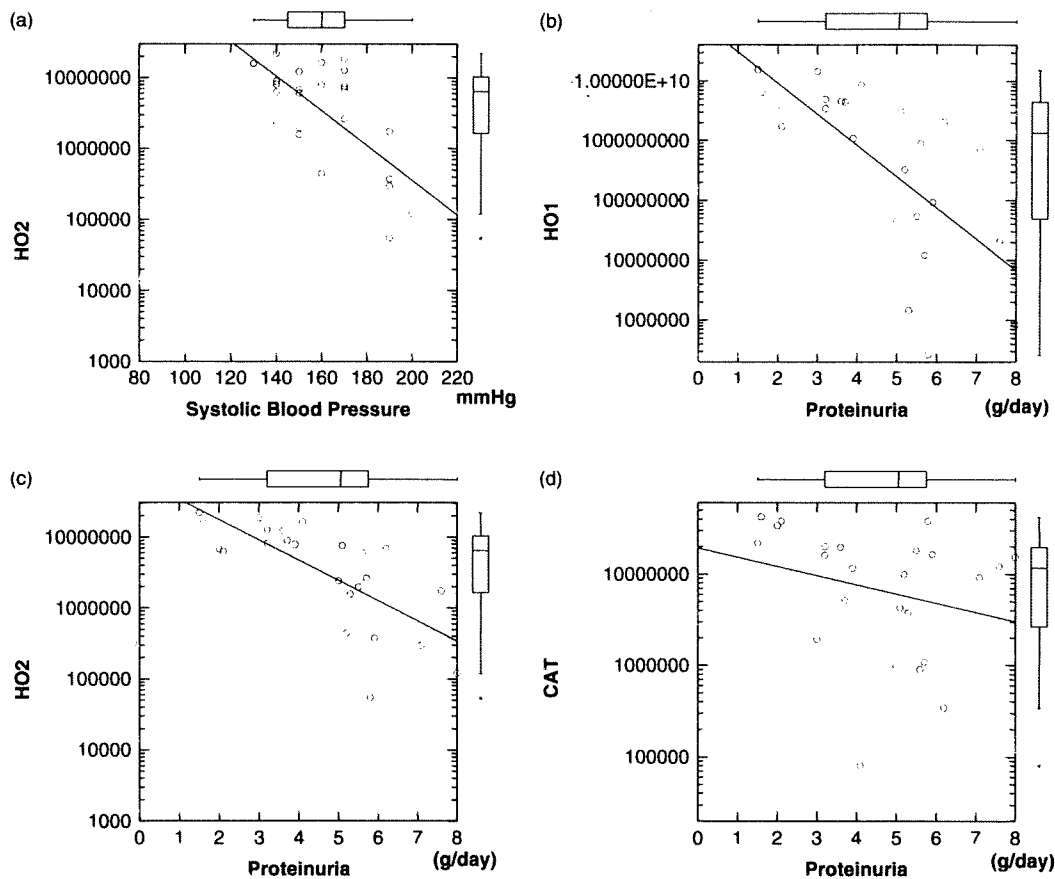 (a)
HO2
10000000
1000000
100000
10000
1000
80 100 120 140 160 180 200 220
Systolic Blood Pressure
mmHg
(b)
HO1
1.00000E+10
1000000000
100000000
10000000
1000000
0 1 2 3 4 5 6 7 8
Proteinuria
(g/day)
(c)
HO2
10000000
1000000
100000
10000
1000
0 1 2 3 4 5 6 7 8
Proteinuria
(g/day)
(d)
CAT
10000000
1000000
100000
0 1 2 3 4 5 6 7 8
Proteinuria
(g/day)